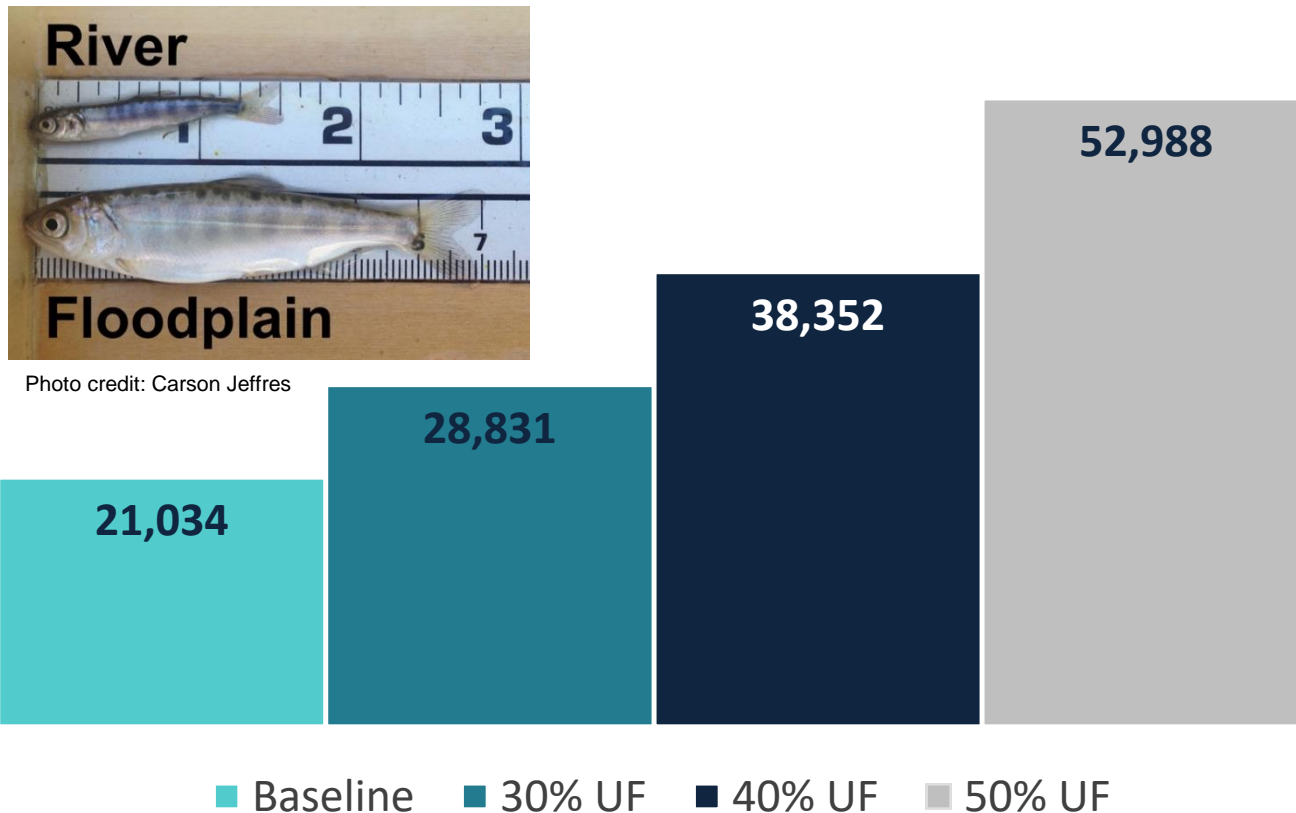 River
1 2 3
6 7
Floodplain
Photo credit: Carson Jeffres
21,034
28,831
38,352
52,988
Baseline 30% UF 40% UF 50% UF